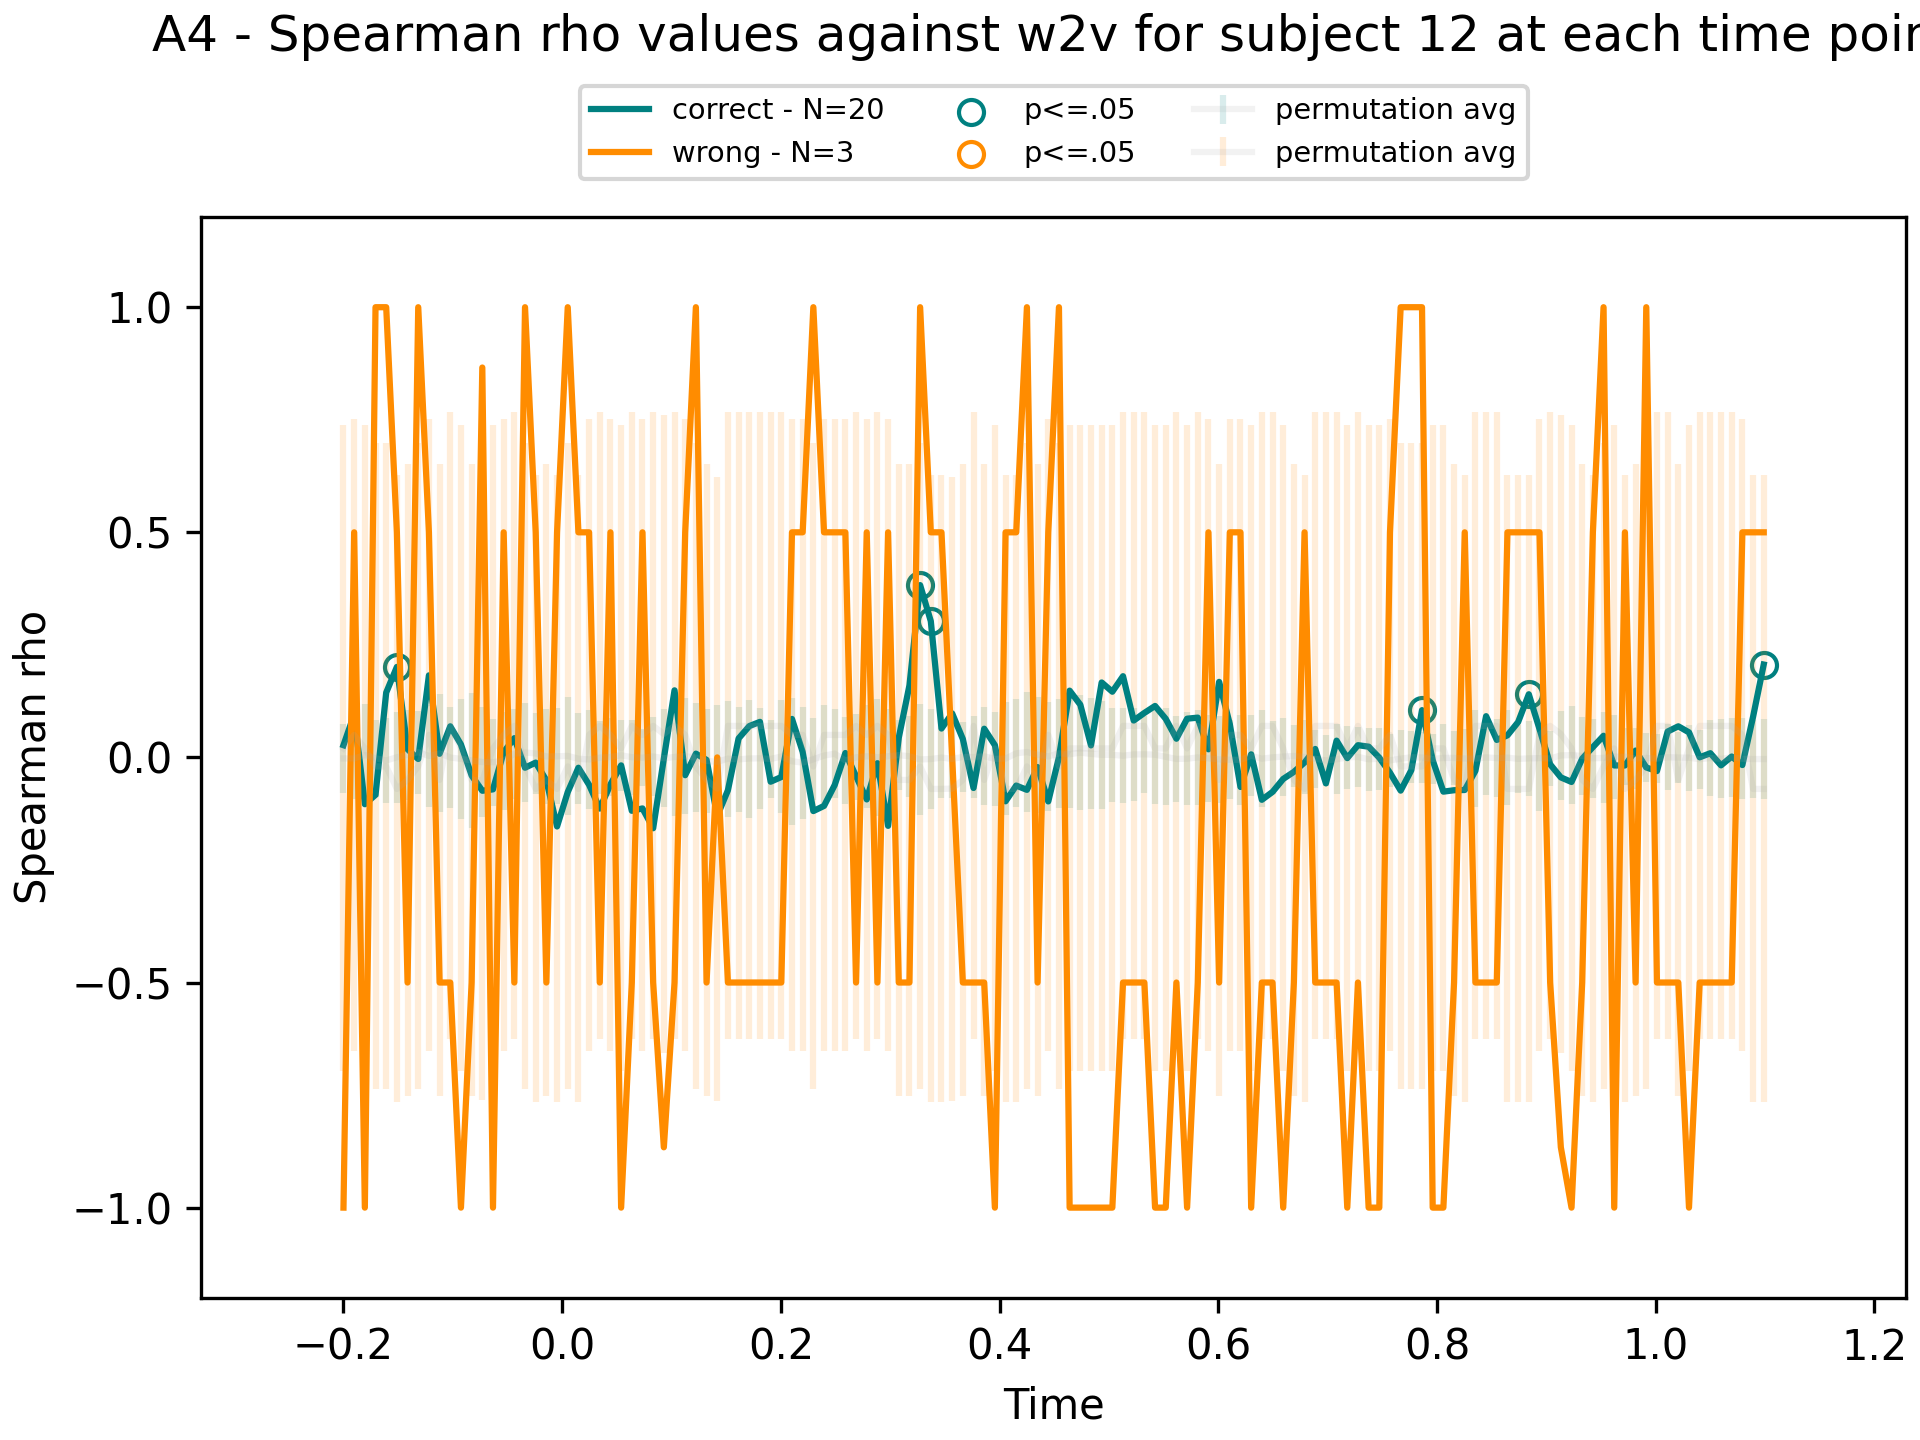 A4 - Spearman rho values against w2v for subject 12 at each time
correct - N=20
wrong - N=3
p<=.05
p<=.05
permutation avg
permutation avg
Spearman rho
1.0
0.5
0.0
−0.5
−1.0
−0.2
0.0
0.2
0.4
0.6
0.8
1.0
1.2
Time